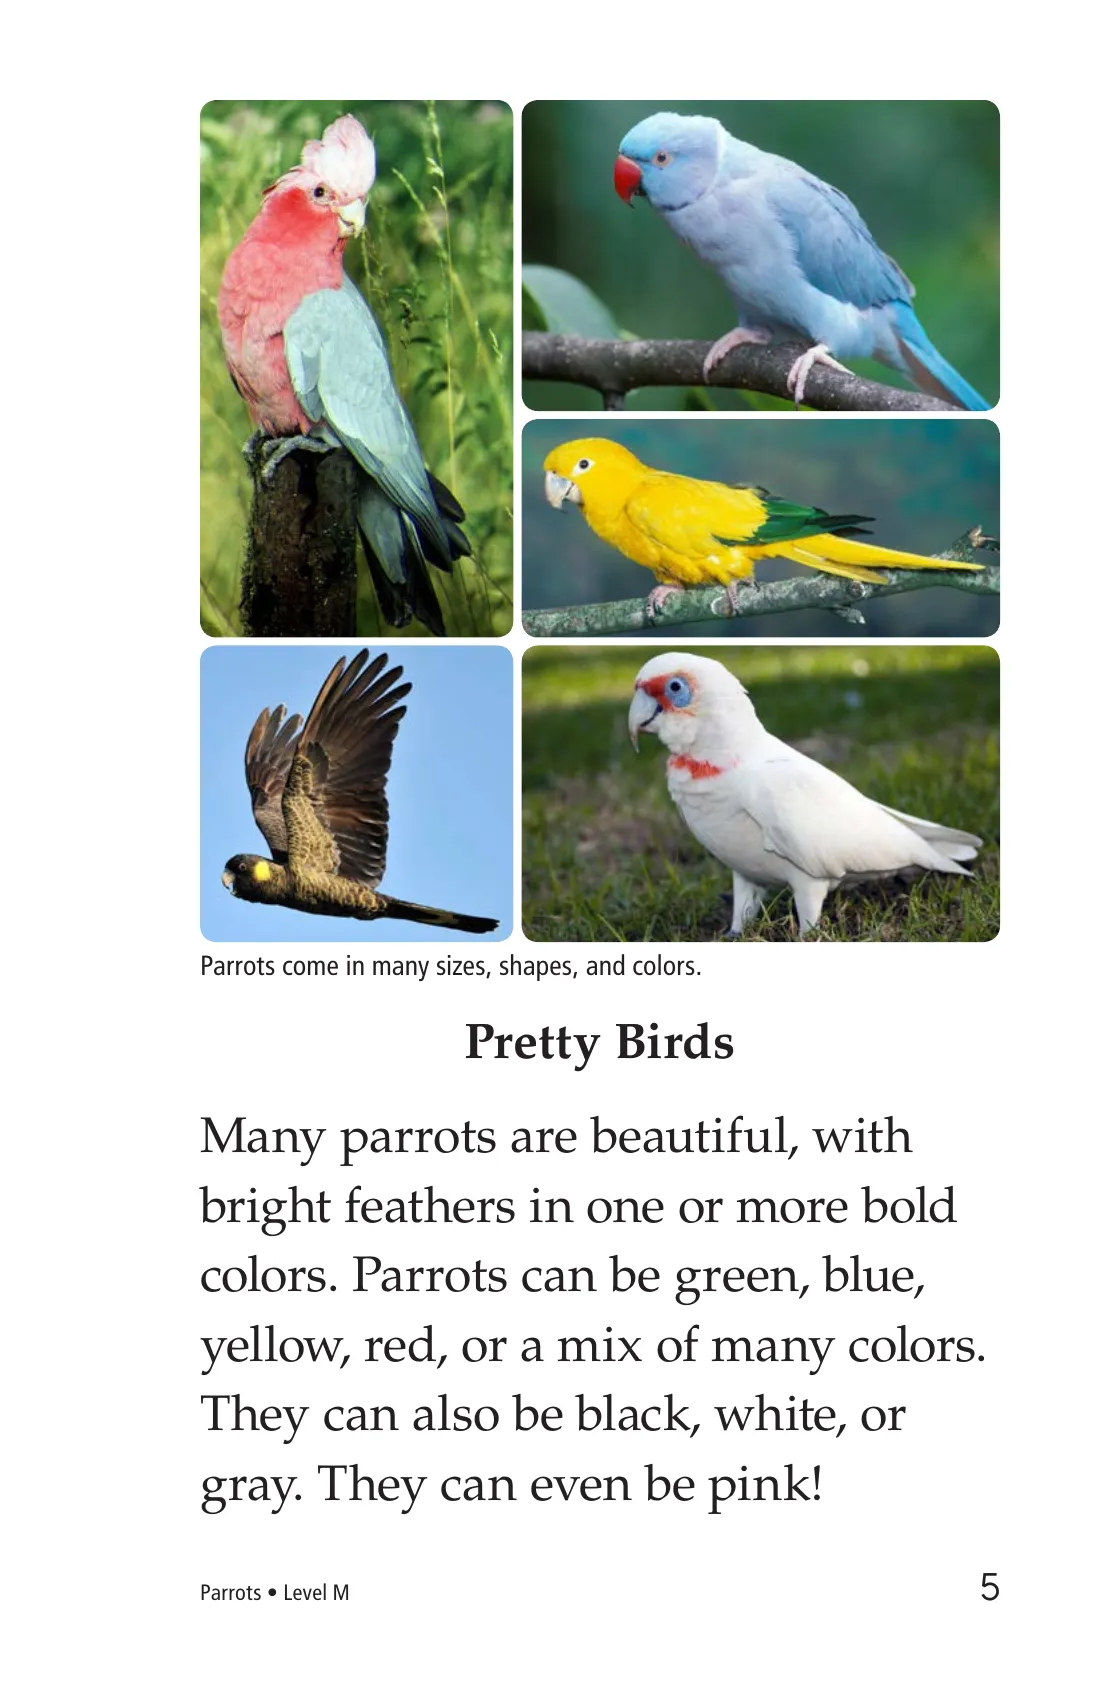 Parrots come in many sizes, shapes, and colors.
Pretty Birds
Many parrots are beautiful, with
bright feathers in one or more bold
colors. Parrots can be green, blue,
yellow, red, or a mix of many colors.
They can also be black, white, or
gray. They can even be pink!
Parrots • Level M
5